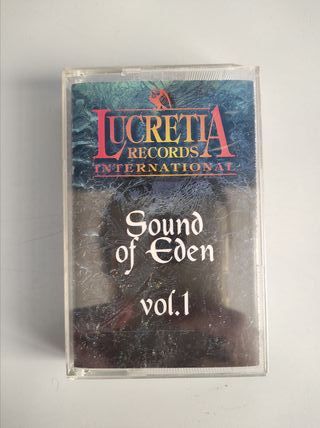 LUCRETIA
RECORDS
INTERNATIONAL
Sound
of Eden
vol.1